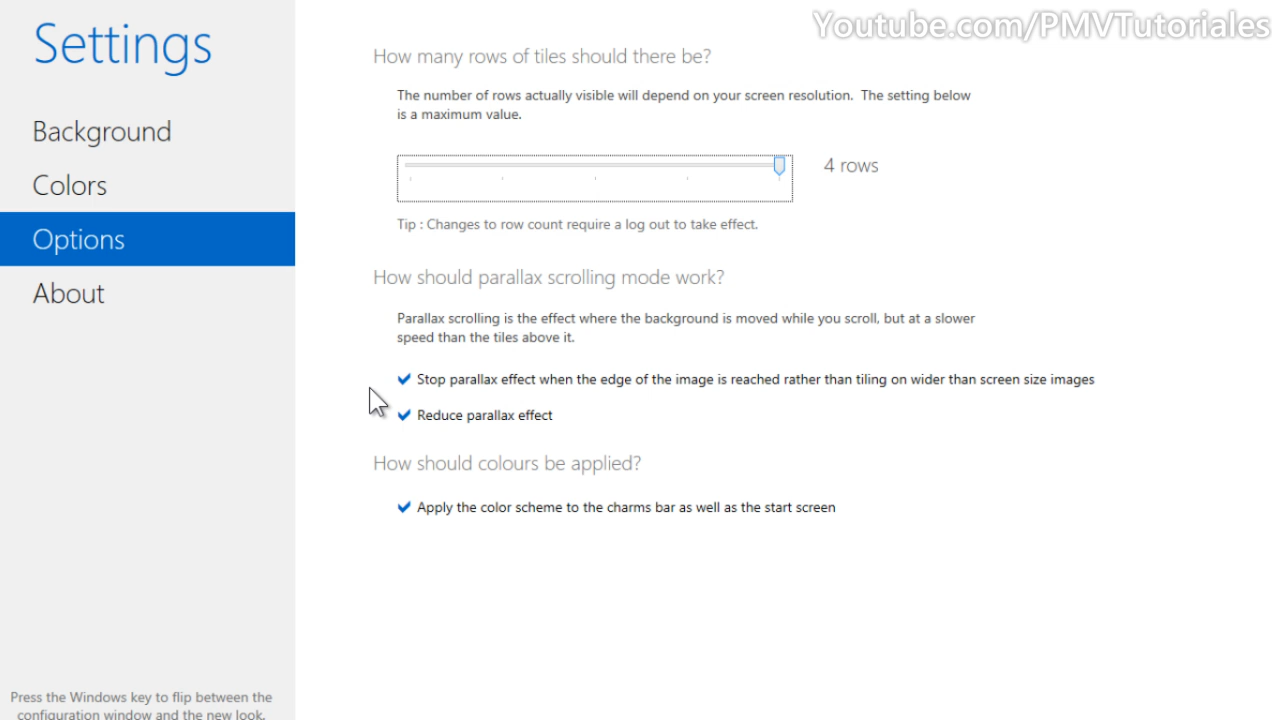 Youtube.com/PMVTutoriales
Settings
Background
Colors
Options
About
Press the Windows key to flip between the
configuration window and the new look.
How many rows of tiles should there be?
The number of rows actually visible will depend on your screen resolution. The setting below
is a maximum value.
4 rows
Tip : Changes to row count require a log out to take effect.
How should parallax scrolling mode work?
Parallax scrolling is the effect where the background is moved while you scroll, but at a slower
speed than the tiles above it.
Stop parallax effect when the edge of the image is reached rather than tiling on wider than screen size images
Reduce parallax effect
How should colours be applied?
Apply the color scheme to the charms bar as well as the start screen